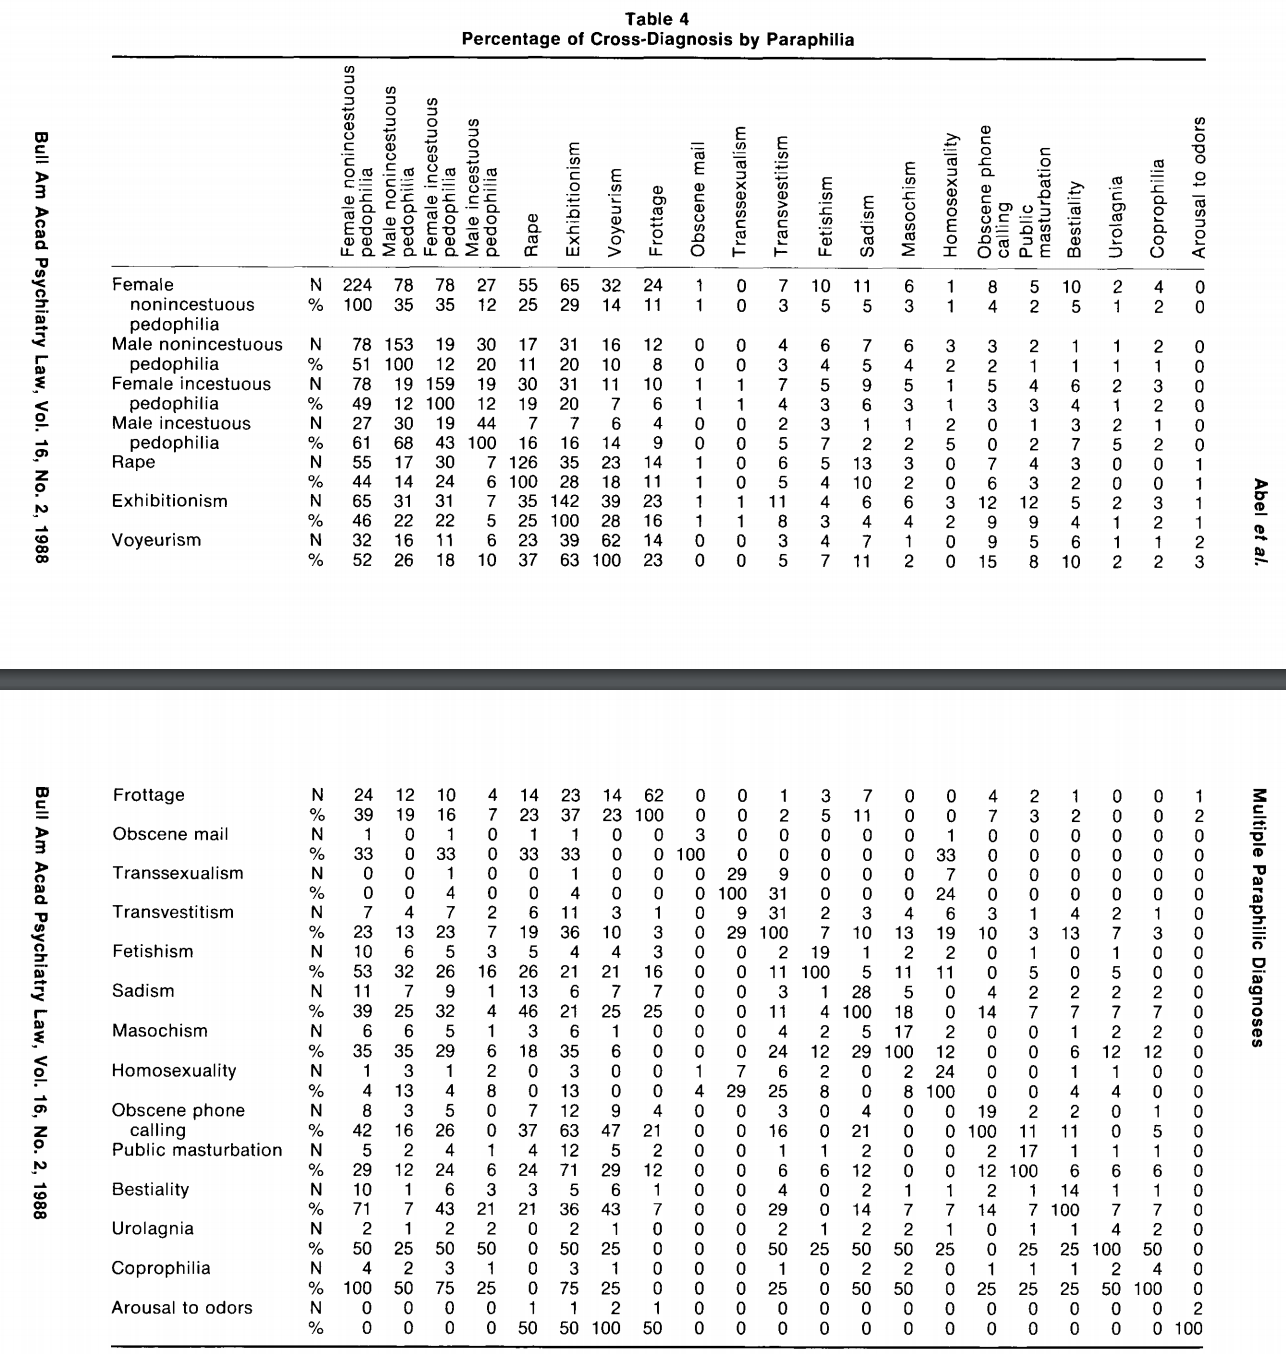 Table 4
Percentage of Cross-Diagnosis by Paraphilia
Female nonincestuous pedophilia
Male nonincestuous pedophilia
Female incestuous pedophilia
Male incestuous pedophilia
Rape
Exhibitionism
Voyeurism
Frottage
Obscene mail
Transsexualism
Transvestitism
Fetishism
Sadism
Masochism
Homosexuality
Obscene phone calling
Public masturbation
Bestiality
Urolagnia
Coprophilia
Arousal to odors
Female N 224 78 78 27 55 65 32 24 1 0 7 10 11 6 1 8 5 10 2 4 0
nonincestuous % 100 35 35 12 25 29 14 11 1 0 3 5 5 3 1 4 2 5 1 2 0
pedophilia
Male nonincestuous N 78 153 19 30 17 31 16 12 0 0 4 6 7 6 3 3 2 1 1 2 0
pedophilia % 51 100 12 20 11 20 10 8 0 0 3 4 5 4 2 2 1 1 1 1 0
Female incestuous N 78 19 159 19 30 31 11 10 1 1 7 5 9 5 1 5 4 6 2 3 0
pedophilia % 49 12 100 12 19 20 7 6 1 1 4 3 6 3 1 3 3 4 1 2 0
Male incestuous N 27 30 19 44 7 7 6 4 0 0 2 3 1 1 2 0 1 3 2 1 0
pedophilia % 61 68 43 100 16 16 14 9 0 0 5 7 2 2 5 0 2 7 5 2 0
Rape N 55 17 30 7 126 35 23 14 1 0 6 5 13 3 0 7 4 3 0 0 1
% 44 14 24 6 100 28 18 11 1 0 5 4 10 2 0 6 3 2 0 0 1
Exhibitionism N 65 31 31 7 35 142 39 23 1 1 11 4 6 6 3 12 12 5 2 3 1
% 46 22 22 5 25 100 28 16 1 1 8 3 4 4 2 9 9 4 1 2 1
Voyeurism N 32 16 11 6 23 39 62 14 0 0 3 4 7 1 0 9 5 6 1 1 2
% 52 26 18 10 37 63 100 23 0 0 5 7 11 2 0 15 8 10 2 2 3
Bull Am Acad Psychiatry Law, Vol. 16, No. 2, 1988
Abel et al.
Frottage N 24 12 10 4 14 23 14 62 0 0 1 3 7 0 0 4 2 1 0 0 1
% 39 19 16 7 23 37 23 100 0 0 2 5 11 0 0 7 3 2 0 0 2
Obscene mail N 1 0 1 0 1 1 0 0 3 0 0 0 0 0 1 0 0 0 0 0 0
% 33 0 33 0 33 33 0 0 100 0 0 0 0 0 33 0 0 0 0 0 0
Transsexualism N 0 0 1 0 0 1 0 0 0 29 9 0 0 0 7 0 0 0 0 0 0
% 0 0 4 0 0 4 0 0 0 100 31 0 0 0 24 0 0 0 0 0 0
Transvestitism N 7 4 7 2 6 11 3 1 0 9 31 2 3 4 6 3 1 4 2 1 0
% 23 13 23 7 19 36 10 3 0 29 100 7 10 13 19 10 3 13 7 3 0
Fetishism N 10 6 5 3 5 4 4 3 0 0 2 19 1 2 2 0 1 0 1 0 0
% 53 32 26 16 26 21 21 16 0 0 11 100 5 11 11 0 5 0 5 0 0
Sadism N 11 7 9 1 13 6 7 7 0 0 3 1 28 5 0 4 2 2 2 2 0
% 39 25 32 4 46 21 25 25 0 0 11 4 100 18 0 14 7 7 7 7 0
Masochism N 6 6 5 1 3 6 1 0 0 0 4 2 5 17 2 0 0 1 2 2 0
% 35 35 29 6 18 35 6 0 0 0 24 12 29 100 12 0 0 6 12 12 0
Homosexuality N 1 3 1 2 0 3 0 0 1 7 6 2 0 2 24 0 0 1 1 0 0
% 4 13 4 8 0 13 0 0 4 29 25 8 0 8 100 0 0 4 4 0 0
Obscene phone N 8 3 5 0 7 12 9 4 0 0 3 0 4 0 0 19 2 2 0 1 0
calling % 42 16 26 0 37 63 47 21 0 0 16 0 21 0 0 100 11 11 0 5 0
Public masturbation N 5 2 4 1 4 12 5 2 0 0 1 1 2 0 0 2 17 1 1 1 0
% 29 12 24 6 24 71 29 12 0 0 6 6 12 0 0 12 100 6 6 6 0
Bestiality N 10 1 6 3 3 5 6 1 0 0 4 0 2 1 1 2 1 14 1 1 0
% 71 7 43 21 21 36 43 7 0 0 29 0 14 7 7 14 7 100 7 7 0
Urolagnia N 2 1 2 2 0 2 1 0 0 0 2 1 2 2 1 0 1 1 4 2 0
% 50 25 50 50 0 50 25 0 0 0 50 25 50 50 25 0 25 25 100 50 0
Coprophilia N 4 2 3 1 0 3 1 0 0 0 1 0 2 2 0 1 1 1 2 4 0
% 100 50 75 25 0 75 25 0 0 0 25 0 50 50 0 25 25 25 50 100 0
Arousal to odors N 0 0 0 0 1 1 2 1 0 0 0 0 0 0 0 0 0 0 0 0 2
% 0 0 0 0 50 50 100 50 0 0 0 0 0 0 0 0 0 0 0 0 100
Bull Am Acad Psychiatry Law, Vol. 16, No. 2, 1988
Multiple Paraphilic Diagnoses